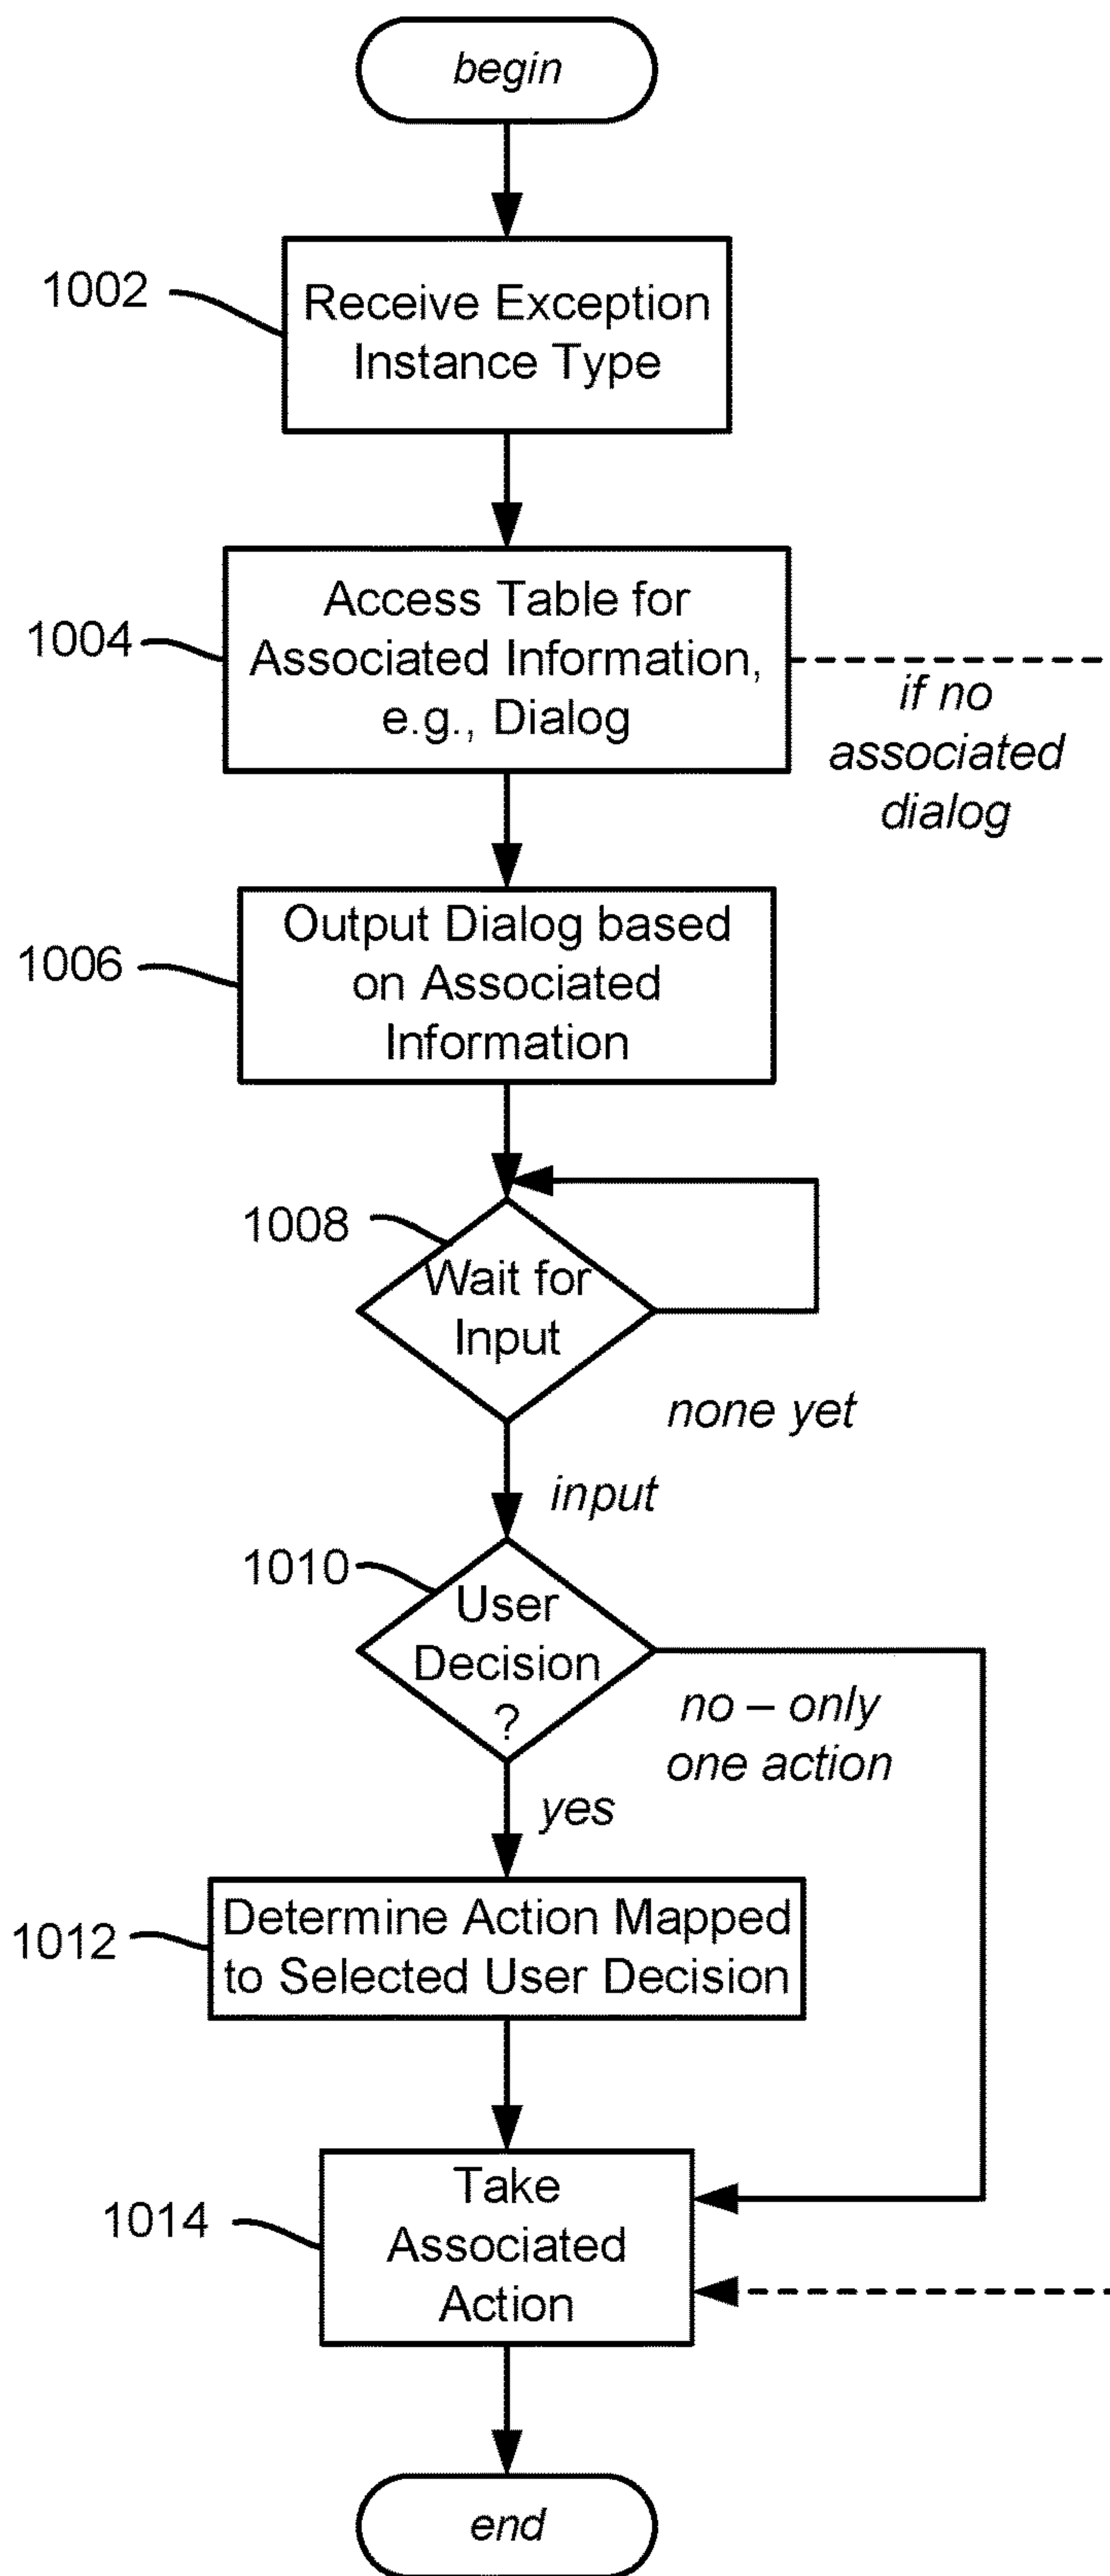 begin
1002
Receive Exception
Instance Type
1004
Access Table for
Associated Information,
e.g., Dialog
if no
associated
dialog
1006
Output Dialog based
on Associated
Information
1008
Wait for
Input
none yet
input
1010
User
Decision
?
no – only
one action
yes
1012
Determine Action Mapped
to Selected User Decision
1014
Take
Associated
Action
end